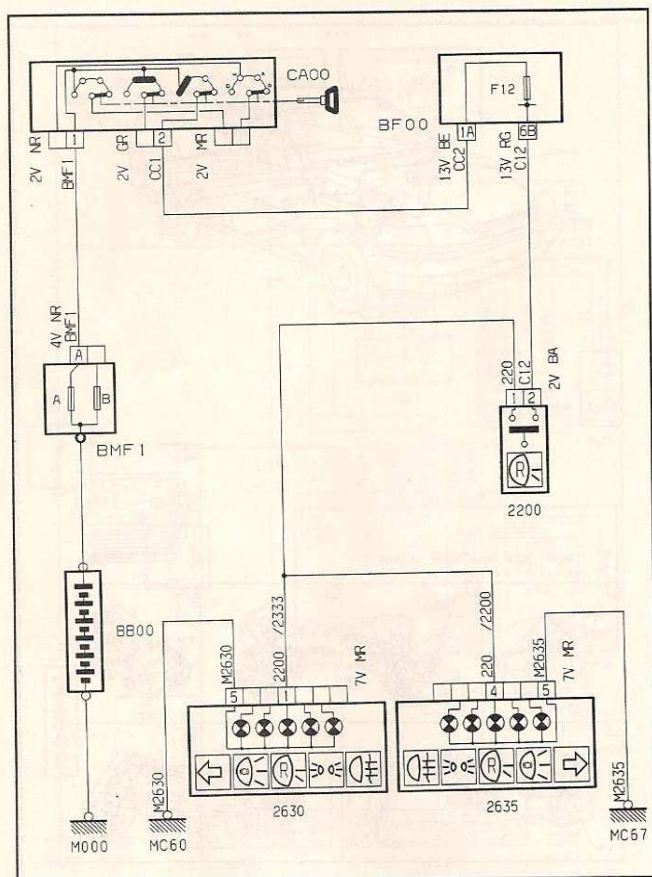 CA00
F12
BF00
1
2
1A
6B
2V NR
BMF1
2V GR
CC1
2V MR
13V BE
CC2
13V RG
C12
4V NR
BMF1
A
A
B
BMF1
220
C12
2V BA
1
2
R
2200
BB00
M2630
2200
/2333
7V MR
220
/2200
M2635
7V MR
5
1
4
5
R
R
2630
2635
M2630
M2635
M000
MC60
MC67